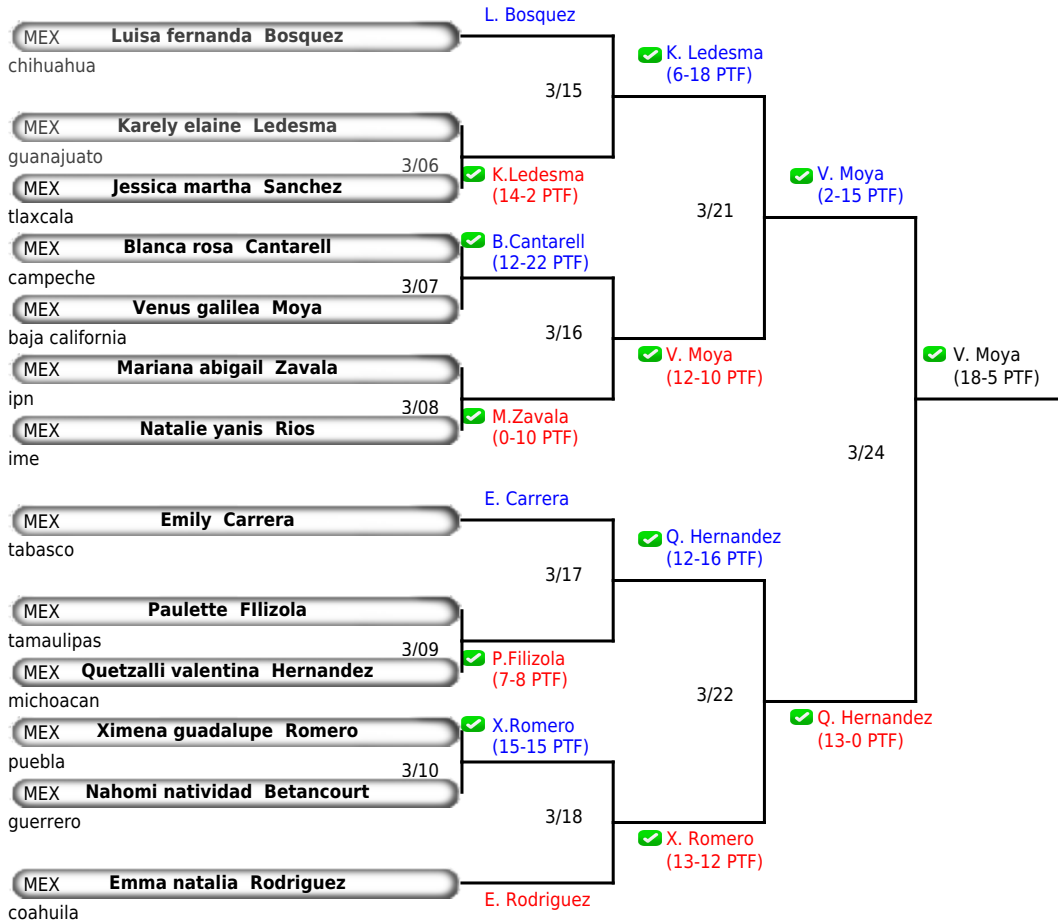 L. Bosquez
MEX Luisa fernanda Bosquez
chihuahua
K. Ledesma
(6-18 PTF)
3/15
MEX Karely elaine Ledesma
guanajuato
3/06
K.Ledesma
(14-2 PTF)
MEX Jessica martha Sanchez
tlaxcala
V. Moya
(2-15 PTF)
3/21
MEX Blanca rosa Cantarell
campeche
B.Cantarell
(12-22 PTF)
3/07
MEX Venus galilea Moya
baja california
3/16
V. Moya
(12-10 PTF)
MEX Mariana abigail Zavala
ipn
3/08
M.Zavala
(0-10 PTF)
MEX Natalie yanis Rios
ime
V. Moya
(18-5 PTF)
3/24
E. Carrera
MEX Emily Carrera
tabasco
Q. Hernandez
(12-16 PTF)
3/17
MEX Paulette FIlizola
tamaulipas
3/09
P.Filizola
(7-8 PTF)
MEX Quetzalli valentina Hernandez
michoacan
3/22
Q. Hernandez
(13-0 PTF)
MEX Ximena guadalupe Romero
puebla
X.Romero
(15-15 PTF)
3/10
MEX Nahomi natividad Betancourt
guerrero
3/18
X. Romero
(13-12 PTF)
MEX Emma natalia Rodriguez
coahuila
E. Rodriguez